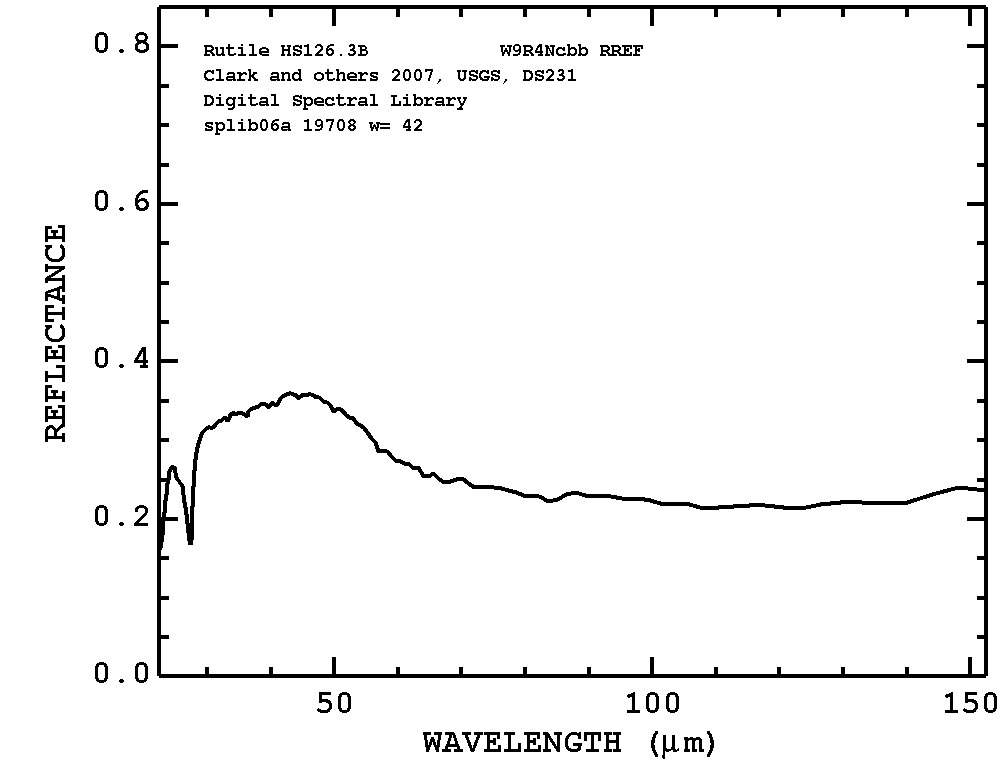 Rutile HS126.3B W9R4Ncbb RREF
Clark and others 2007, USGS, DS231
Digital Spectral Library
splib06a 19708 w= 42
0.8
0.6
0.4
0.2
0.0
REFLECTANCE
50 100 150
WAVELENGTH (μm)